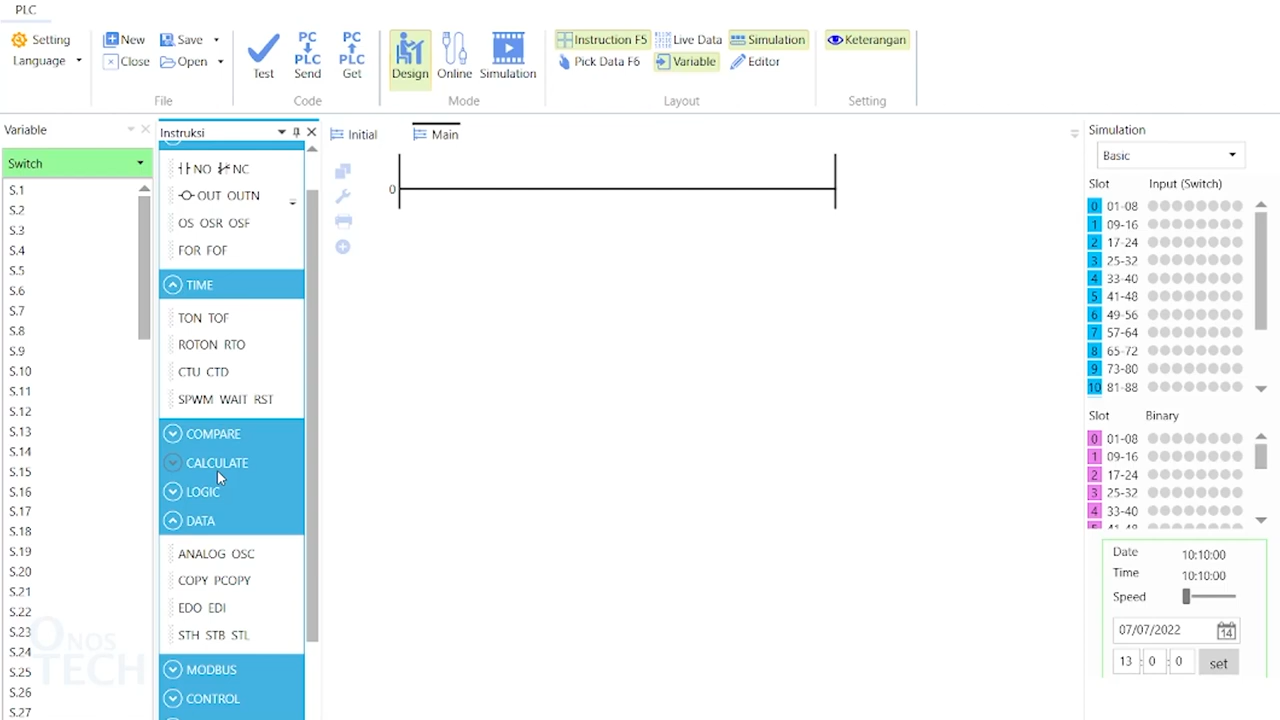 PLC
Setting
Language
New
Close
Save
Open
File
Test
PC
PLC
Send
PC
PLC
Get
Code
Design
Online
Simulation
Mode
Instruction F5
Live Data
Simulation
Pick Data F6
Variable
Editor
Layout
Keterangan
Setting
Variable
Switch
S.1
S.2
S.3
S.4
S.5
S.6
S.7
S.8
S.9
S.10
S.11
S.12
S.13
S.14
S.15
S.16
S.17
S.18
S.19
S.20
S.21
S.22
S.23
S.24
S.25
S.26
S.27
ONOS
TECH
Instruksi
NO NC
OUT OUTN
OS OSR OSF
FOR FOF
TIME
TON TOF
ROTON RTO
CTU CTD
SPWM WAIT RST
COMPARE
CALCULATE
LOGIC
DATA
ANALOG OSC
COPY PCOPY
EDO EDI
STH STB STL
MODBUS
CONTROL
Initial
Main
0
Simulation
Basic
Slot Input (Switch)
0 01-08
1 09-16
2 17-24
3 25-32
4 33-40
5 41-48
6 49-56
7 57-64
8 65-72
9 73-80
10 81-88
Slot Binary
0 01-08
1 09-16
2 17-24
3 25-32
4 33-40
5 41-48
Date 10:10:00
Time 10:10:00
Speed
07/07/2022 14
13 : 0 : 0 set